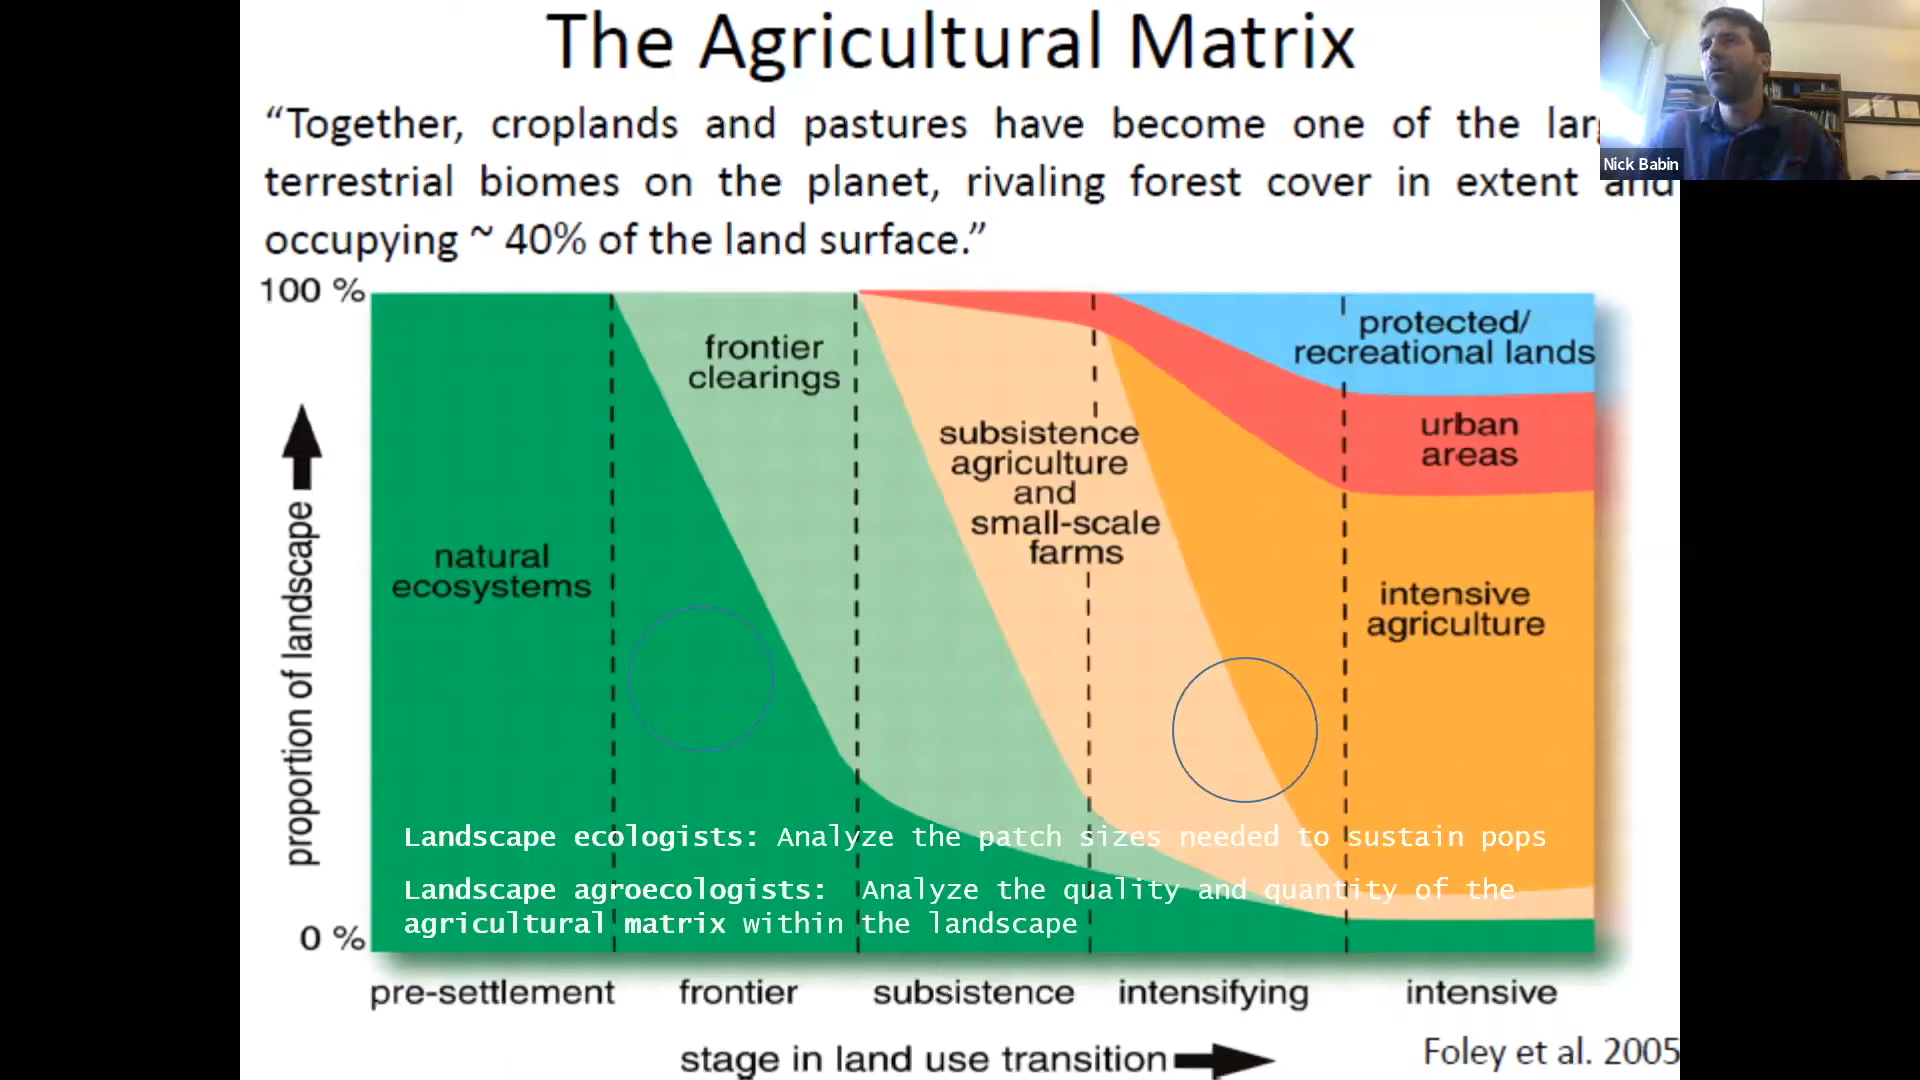 The Agricultural Matrix
“Together, croplands and pastures have become one of the
terrestrial biomes on the planet, rivaling forest cover in extent and
occupying ~ 40% of the land surface.”
Nick Babin
100 %
frontier
clearings
protected/
recreational lands
urban
areas
subsistence
agriculture
and
small-scale
farms
natural
ecosystems
intensive
agriculture
proportion of landscape
Landscape ecologists: Analyze the patch sizes needed to sustain pops
Landscape agroecologists: Analyze the quality and quantity of the
agricultural matrix within the landscape
0 %
pre-settlement frontier subsistence intensifying intensive
stage in land use transition
Foley et al. 2005